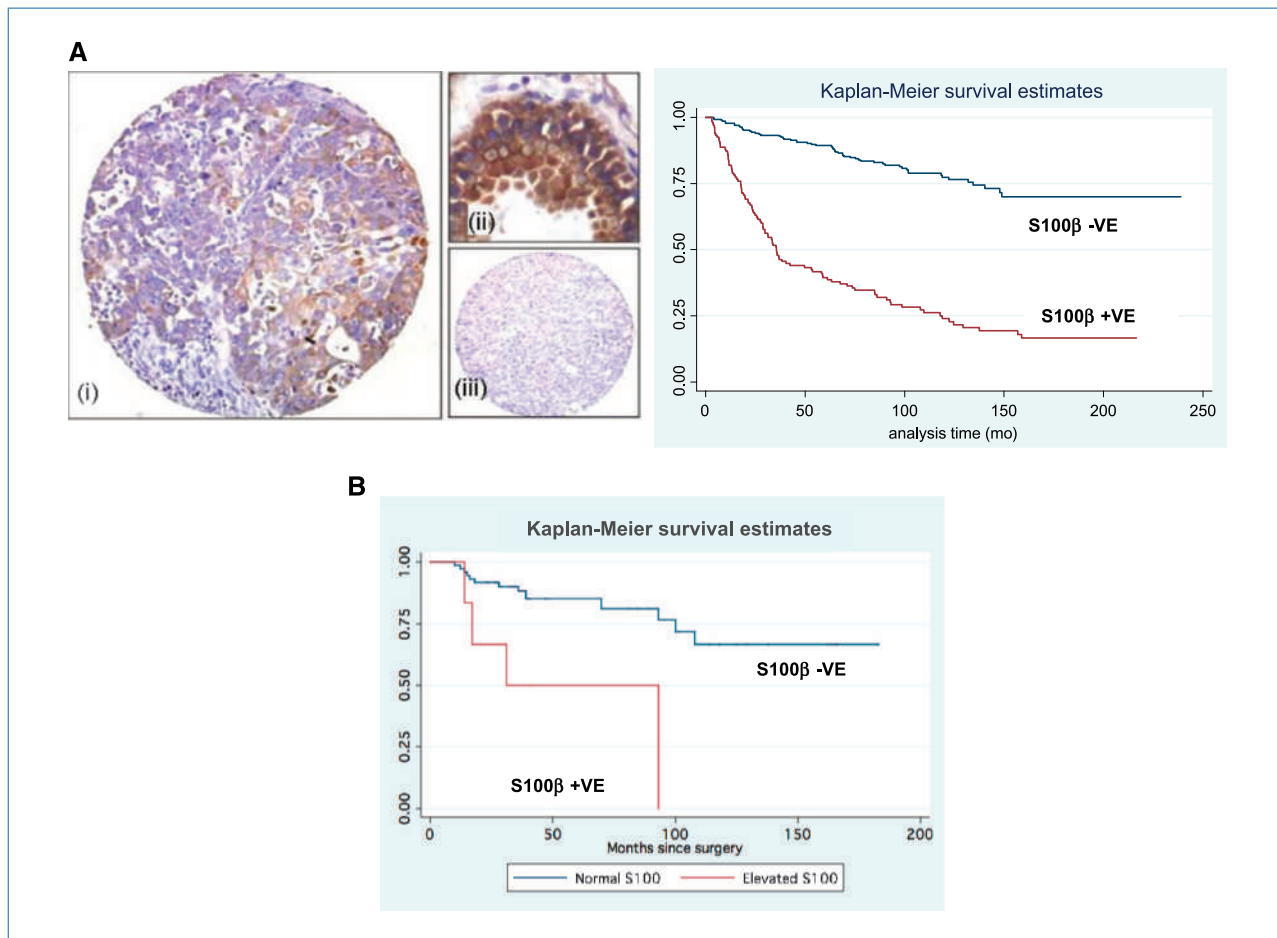 A
(i)
(ii)
(iii)
Kaplan-Meier survival estimates
1.00
0.75
0.50
0.25
0.00
S100β -VE
S100β +VE
0 50 100 150 200 250
analysis time (mo)
B
Kaplan-Meier survival estimates
1.00
0.75
0.50
0.25
0.00
S100β -VE
S100β +VE
0 50 100 150 200
Months since surgery
Normal S100 Elevated S100